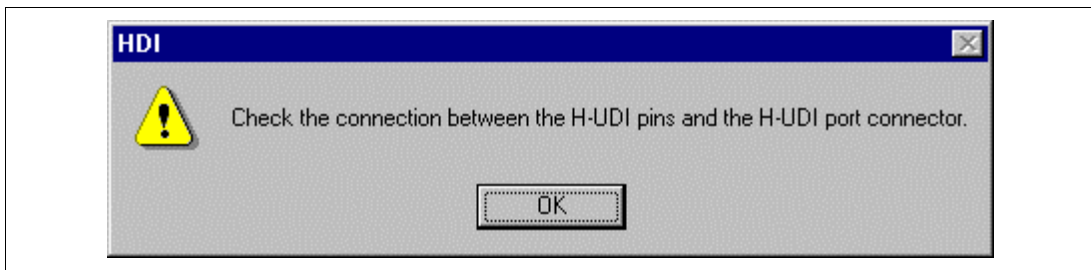 HDI
Check the connection between the H-UDI pins and the H-UDI port connector.
OK